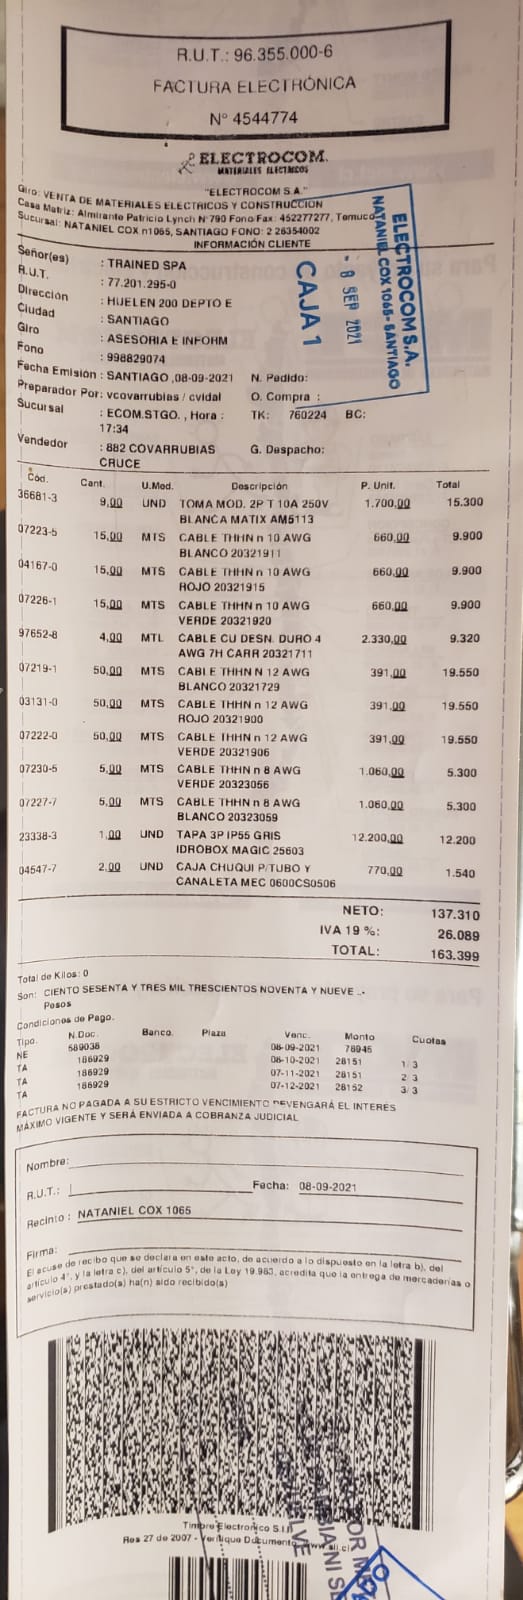 R.U.T.: 96.355.000-6
FACTURA ELECTRÓNICA
N° 4544774
ELECTROCOM.
MATERIALES ELECTRICOS
"ELECTROCOM S.A."
Giro: VENTA DE MATERIALES ELECTRICOS Y CONSTRUCCION
Casa Matriz: Almirante Patricio Lynch N°790 Fono/Fax: 452277277, Temuco
Sucursal: NATANIEL COX n1065, SANTIAGO FONO: 2 26354002
INFORMACIÓN CLIENTE
ELECTROCOM S.A.
NATANIEL COX 1065-SANTIAGO
- 8 SEP 2021
CAJA 1
Señor(es) : TRAINED SPA
R.U.T. : 77.201.295-0
Dirección : HUELEN 200 DEPTO E
Ciudad : SANTIAGO
Giro : ASESORIA E INFORM
Fono : 998829074
Fecha Emisión : SANTIAGO ,08-09-2021 N. Pedido:
Preparador Por: vcovarrubias / cvidal O. Compra :
Sucursal : ECOM.STGO. , Hora : TK: 760224 BC:
17:34
Vendedor : 882 COVARRUBIAS G. Despacho:
CRUCE
Cód. Cant. U.Med. Descripción P. Unit. Total
36681-3 9,00 UND TOMA MOD. 2P T 10A 250V 1.700,00 15.300
BLANCA MATIX AM5113
07223-5 15,00 MTS CABLE THHN n 10 AWG 660,00 9.900
BLANCO 20321911
04167-0 15,00 MTS CABLE THHN n 10 AWG 660,00 9.900
ROJO 20321915
07226-1 15,00 MTS CABLE THHN n 10 AWG 660,00 9.900
VERDE 20321920
97652-8 4,00 MTL CABLE CU DESN. DURO 4 2.330,00 9.320
AWG 7H CARR 20321711
07219-1 50,00 MTS CABLE THHN N 12 AWG 391,00 19.550
BLANCO 20321729
03131-0 50,00 MTS CABLE THHN n 12 AWG 391,00 19.550
ROJO 20321900
07222-0 50,00 MTS CABLE THHN n 12 AWG 391,00 19.550
VERDE 20321906
07230-5 5,00 MTS CABLE THHN n 8 AWG 1.060,00 5.300
VERDE 20323056
07227-7 5,00 MTS CABLE THHN n 8 AWG 1.060,00 5.300
BLANCO 20323059
23338-3 1,00 UND TAPA 3P IP55 GRIS 12.200,00 12.200
IDROBOX MAGIC 25603
04547-7 2,00 UND CAJA CHUQUI P/TUBO Y 770,00 1.540
CANALETA MEC 0600CS0506
NETO: 137.310
IVA 19 %: 26.089
TOTAL: 163.399
Total de Kilos: 0
Son: CIENTO SESENTA Y TRES MIL TRESCIENTOS NOVENTA Y NUEVE .-
Pesos
Condiciones de Pago.
Tipo. N.Doc. Banco. Plaza Venc. Monto Cuotas
NE 589038 08-09-2021 78945
TA 186929 08-10-2021 28151 1/ 3
TA 186929 07-11-2021 28151 2/ 3
TA 186929 07-12-2021 28152 3/ 3
FACTURA NO PAGADA A SU ESTRICTO VENCIMIENTO DEVENGARÁ EL INTERÉS
MÁXIMO VIGENTE Y SERÁ ENVIADA A COBRANZA JUDICIAL
Nombre:
R.U.T.: Fecha: 08-09-2021
Recinto : NATANIEL COX 1065
Firma:
El acuse de recibo que se declara en este acto, de acuerdo a lo dispuesto en la letra b), del
artículo 4°, y la letra c), del artículo 5°, de la Ley 19.983, acredita que la entrega de mercaderías o
servicio(s) prestado(s) ha(n) sido recibido(s)
Timbre Electronico S.I.I
Res 27 de 2007 - Verifique Documento: www.sii.cl